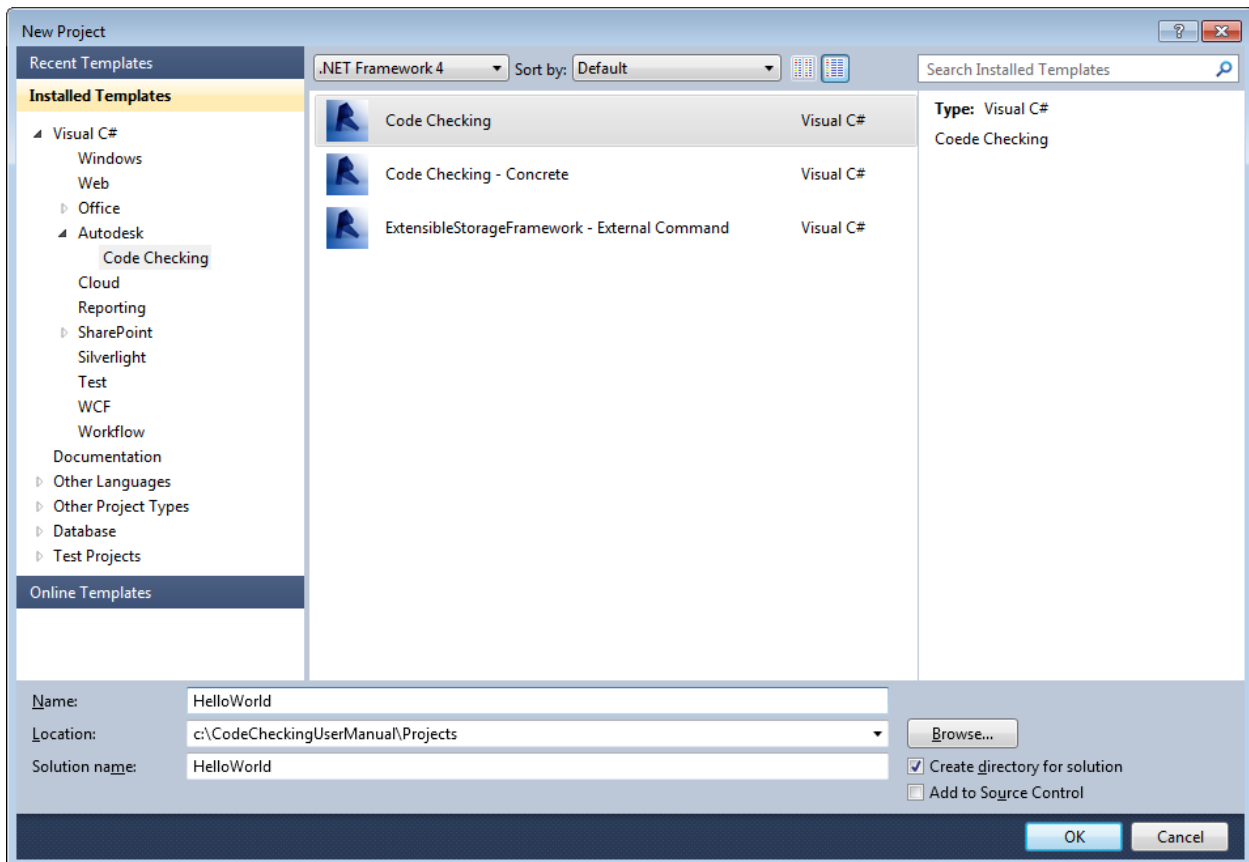 New Project
Recent Templates
Installed Templates
Visual C#
Windows
Web
Office
Autodesk
Code Checking
Cloud
Reporting
SharePoint
Silverlight
Test
WCF
Workflow
Documentation
Other Languages
Other Project Types
Database
Test Projects
Online Templates
.NET Framework 4 Sort by: Default
Code Checking Visual C#
Code Checking - Concrete Visual C#
ExtensibleStorageFramework - External Command Visual C#
Search Installed Templates
Type: Visual C#
Coede Checking
Name: HelloWorld
Location: c:\CodeCheckingUserManual\Projects Browse...
Solution name: HelloWorld
Create directory for solution
Add to Source Control
OK Cancel